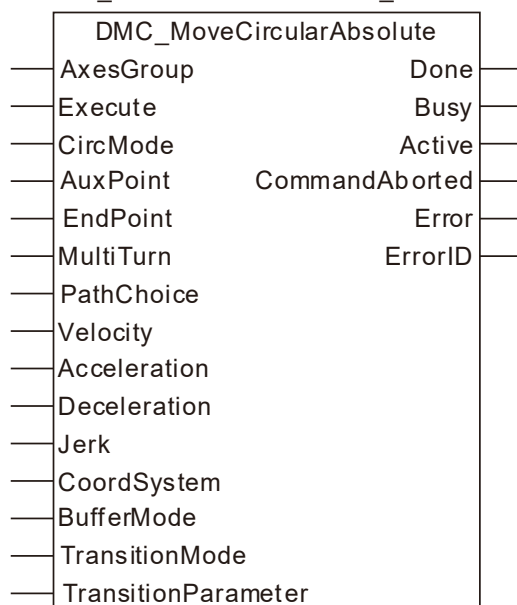 DMC_MoveCircularAbsolute
AxesGroup Done
Execute Busy
CircMode Active
AuxPoint CommandAborted
EndPoint Error
MultiTurn ErrorID
PathChoice
Velocity
Acceleration
Deceleration
Jerk
CoordSystem
BufferMode
TransitionMode
TransitionParameter